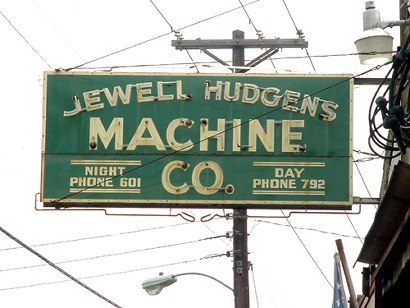 JEWELL HUDGENS
MACHINE
CO
NIGHT
PHONE 601
DAY
PHONE 792